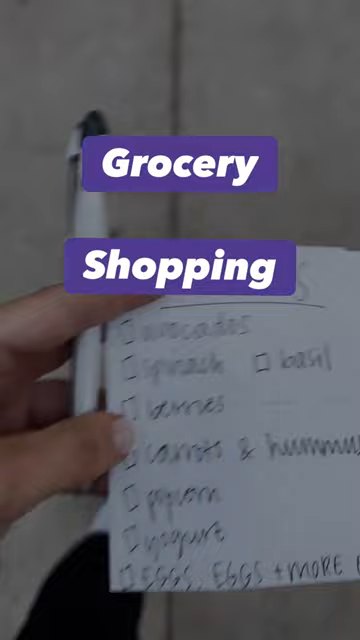 Grocery
Shopping
avocados
spinach basil
berries
carrots & hummus
popcorn
yogurt
EGGS, EGGS + MORE